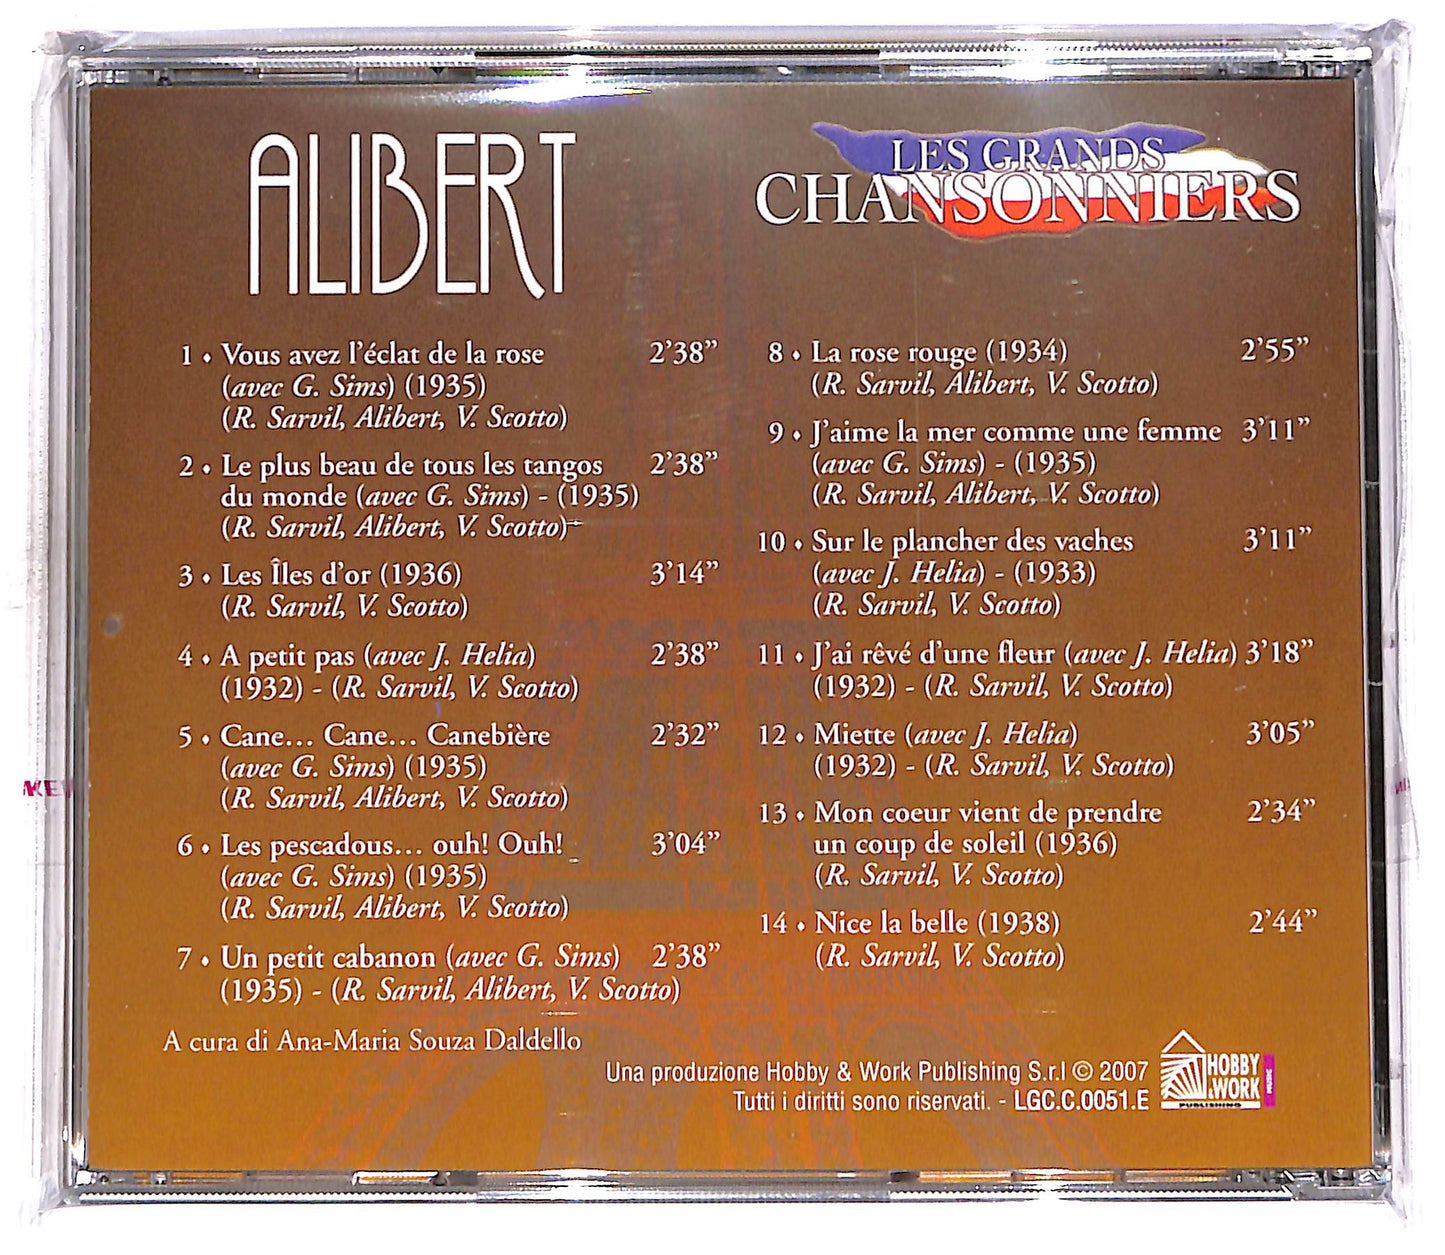 ALIBERT
LES GRANDS
CHANSONNIERS
1 • Vous avez l'éclat de la rose 2'38”
(avec G. Sims) (1935)
(R. Sarvil, Alibert, V. Scotto)
2 • Le plus beau de tous les tangos 2'38”
du monde (avec G. Sims) - (1935)
(R. Sarvil, Alibert, V. Scotto)
3 • Les Îles d'or (1936) 3'14”
(R. Sarvil, V. Scotto)
4 • A petit pas (avec J. Helia) 2'38”
(1932) - (R. Sarvil, V. Scotto)
5 • Cane... Cane... Canebière 2'32”
(avec G. Sims) (1935)
(R. Sarvil, Alibert, V. Scotto)
6 • Les pescadous... ouh! Ouh! 3'04”
(avec G. Sims) (1935)
(R. Sarvil, Alibert, V. Scotto)
7 • Un petit cabanon (avec G. Sims) 2'38”
(1935) - (R. Sarvil, Alibert, V. Scotto)
8 • La rose rouge (1934) 2'55”
(R. Sarvil, Alibert, V. Scotto)
9 • J'aime la mer comme une femme 3'11”
(avec G. Sims) - (1935)
(R. Sarvil, Alibert, V. Scotto)
10 • Sur le plancher des vaches 3'11”
(avec J. Helia) - (1933)
(R. Sarvil, V. Scotto)
11 • J'ai rêvé d'une fleur (avec J. Helia) 3'18”
(1932) - (R. Sarvil, V. Scotto)
12 • Miette (avec J. Helia) 3'05”
(1932) - (R. Sarvil, V. Scotto)
13 • Mon coeur vient de prendre 2'34”
un coup de soleil (1936)
(R. Sarvil, V. Scotto)
14 • Nice la belle (1938) 2'44”
(R. Sarvil, V. Scotto)
A cura di Ana-Maria Souza Daldello
Una produzione Hobby & Work Publishing S.r.l © 2007
Tutti i diritti sono riservati. - LGC.C.0051.E
HOBBY
& WORK
PUBLISHING
MUSIC